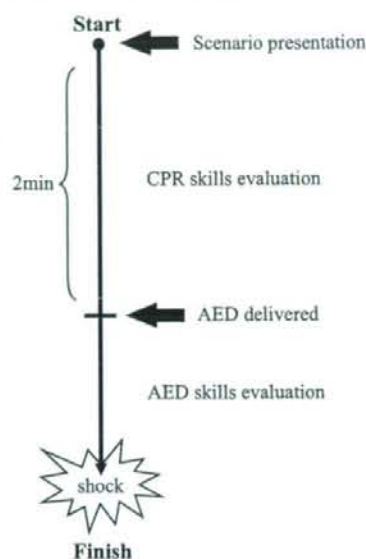 Start
Scenario presentation
2min
CPR skills evaluation
AED delivered
AED skills evaluation
shock
Finish